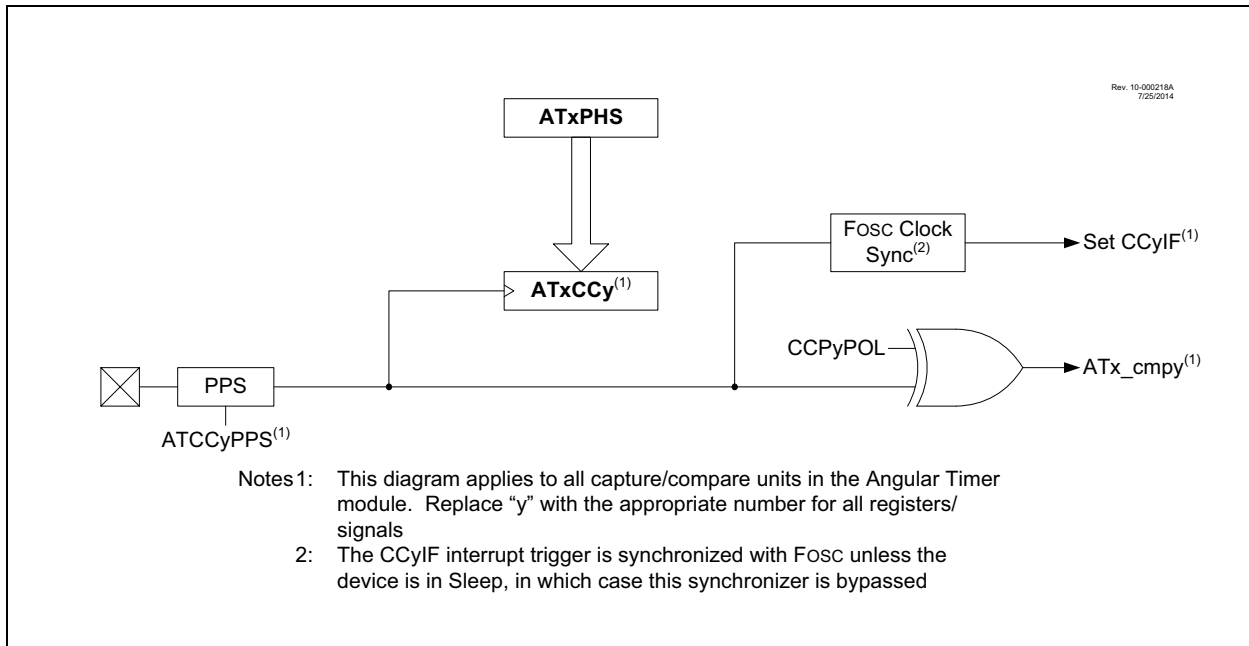 Rev. 10-000218A
7/25/2014
ATxPHS
FOSC Clock
Sync(2)
Set CCyIF(1)
ATxCCy(1)
CCPyPOL
ATx_cmpy(1)
PPS
ATCCyPPS(1)
Notes1: This diagram applies to all capture/compare units in the Angular Timer
module. Replace “y” with the appropriate number for all registers/
signals
2: The CCyIF interrupt trigger is synchronized with FOSC unless the
device is in Sleep, in which case this synchronizer is bypassed